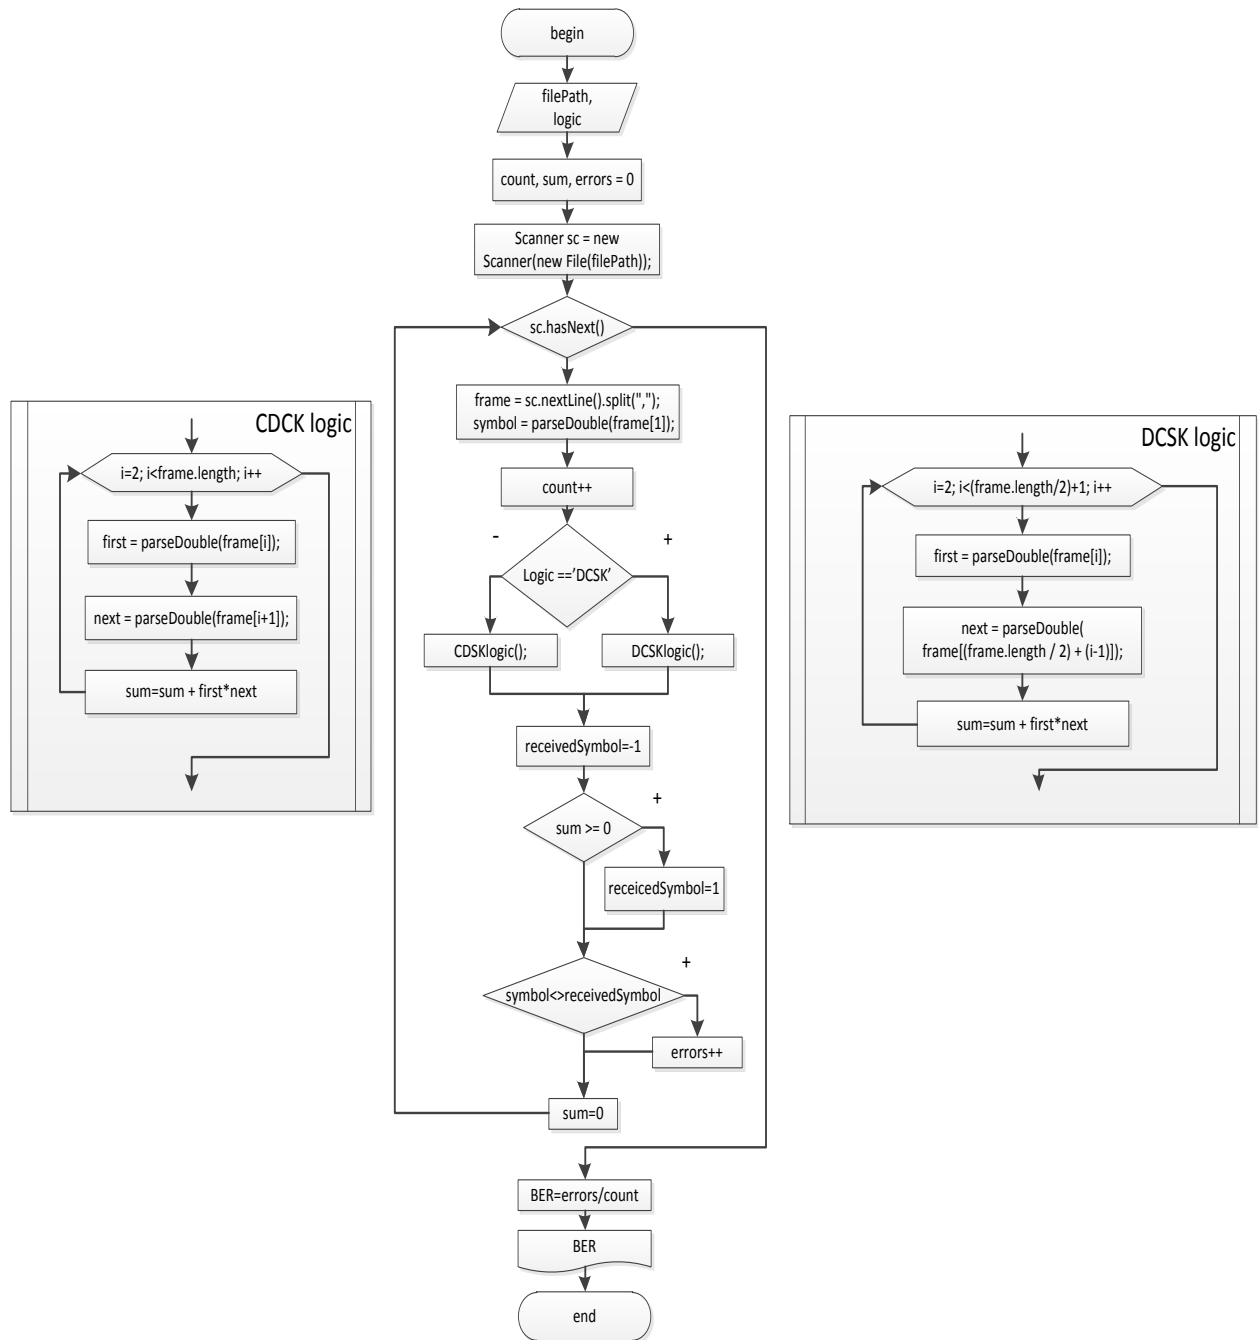 begin
filePath,
logic
count, sum, errors = 0
Scanner sc = new
Scanner(new File(filePath));
sc.hasNext()
frame = sc.nextLine().split(",");
symbol = parseDouble(frame[1]);
count++
-
+
Logic =='DCSK'
CDSKlogic();
DCSKlogic();
receivedSymbol=-1
+
sum >= 0
receicedSymbol=1
+
symbol<>receivedSymbol
errors++
sum=0
BER=errors/count
BER
end
CDCK logic
i=2; i<frame.length; i++
first = parseDouble(frame[i]);
next = parseDouble(frame[i+1]);
sum=sum + first*next
DCSK logic
i=2; i<(frame.length/2)+1; i++
first = parseDouble(frame[i]);
next = parseDouble(
frame[(frame.length / 2) + (i-1)]);
sum=sum + first*next